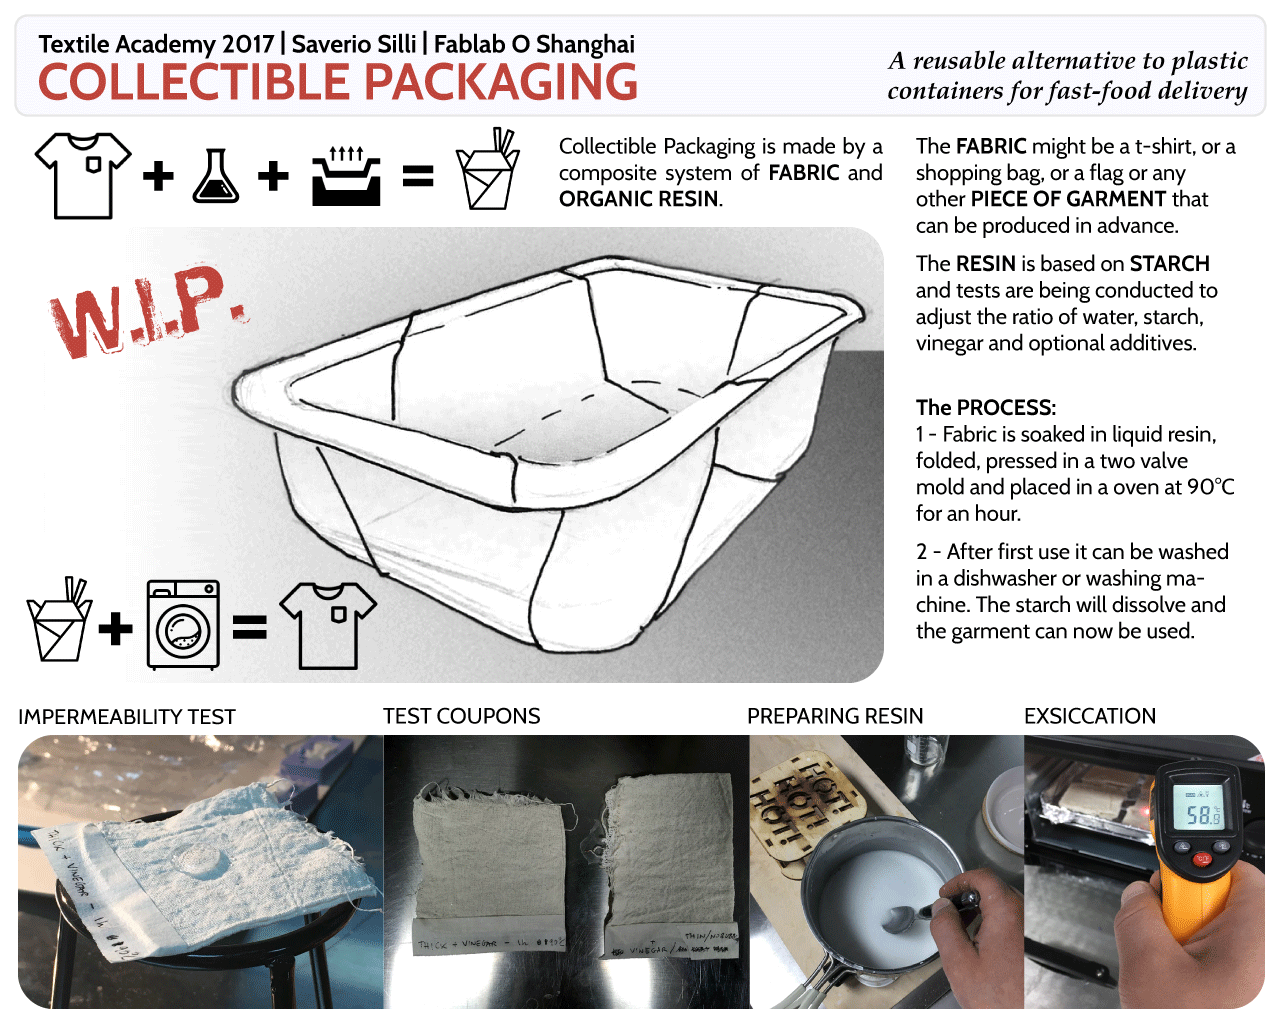 Textile Academy 2017 | Saverio Silli | Fablab O Shanghai
COLLECTIBLE PACKAGING
A reusable alternative to plastic
containers for fast-food delivery
Collectible Packaging is made by a
composite system of FABRIC and
ORGANIC RESIN.
The FABRIC might be a t-shirt, or a
shopping bag, or a flag or any
other PIECE OF GARMENT that
can be produced in advance.
The RESIN is based on STARCH
and tests are being conducted to
adjust the ratio of water, starch,
vinegar and optional additives.
The PROCESS:
1 - Fabric is soaked in liquid resin,
folded, pressed in a two valve
mold and placed in a oven at 90°C
for an hour.
2 - After first use it can be washed
in a dishwasher or washing ma-
chine. The starch will dissolve and
the garment can now be used.
W.I.P.
IMPERMEABILITY TEST
TEST COUPONS
PREPARING RESIN
EXSICCATION
THICK + VINEGAR - 1h
THICK + VINEGAR - 1h
VINEGAR /
HOT!
HOT!
HOT!
58.9